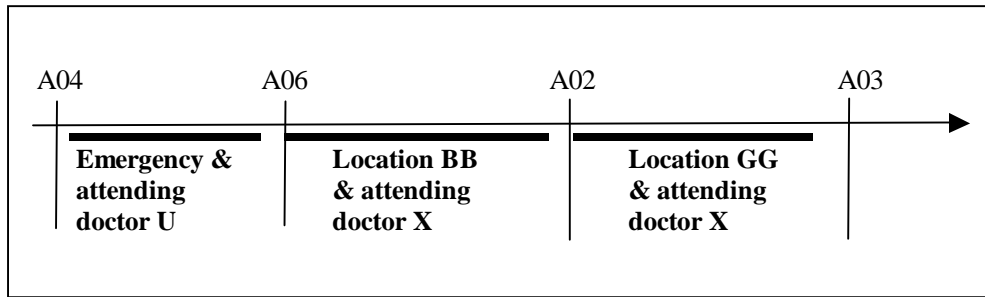 A04 A06 A02 A03
Emergency &
attending
doctor U
Location BB
& attending
doctor X
Location GG
& attending
doctor X